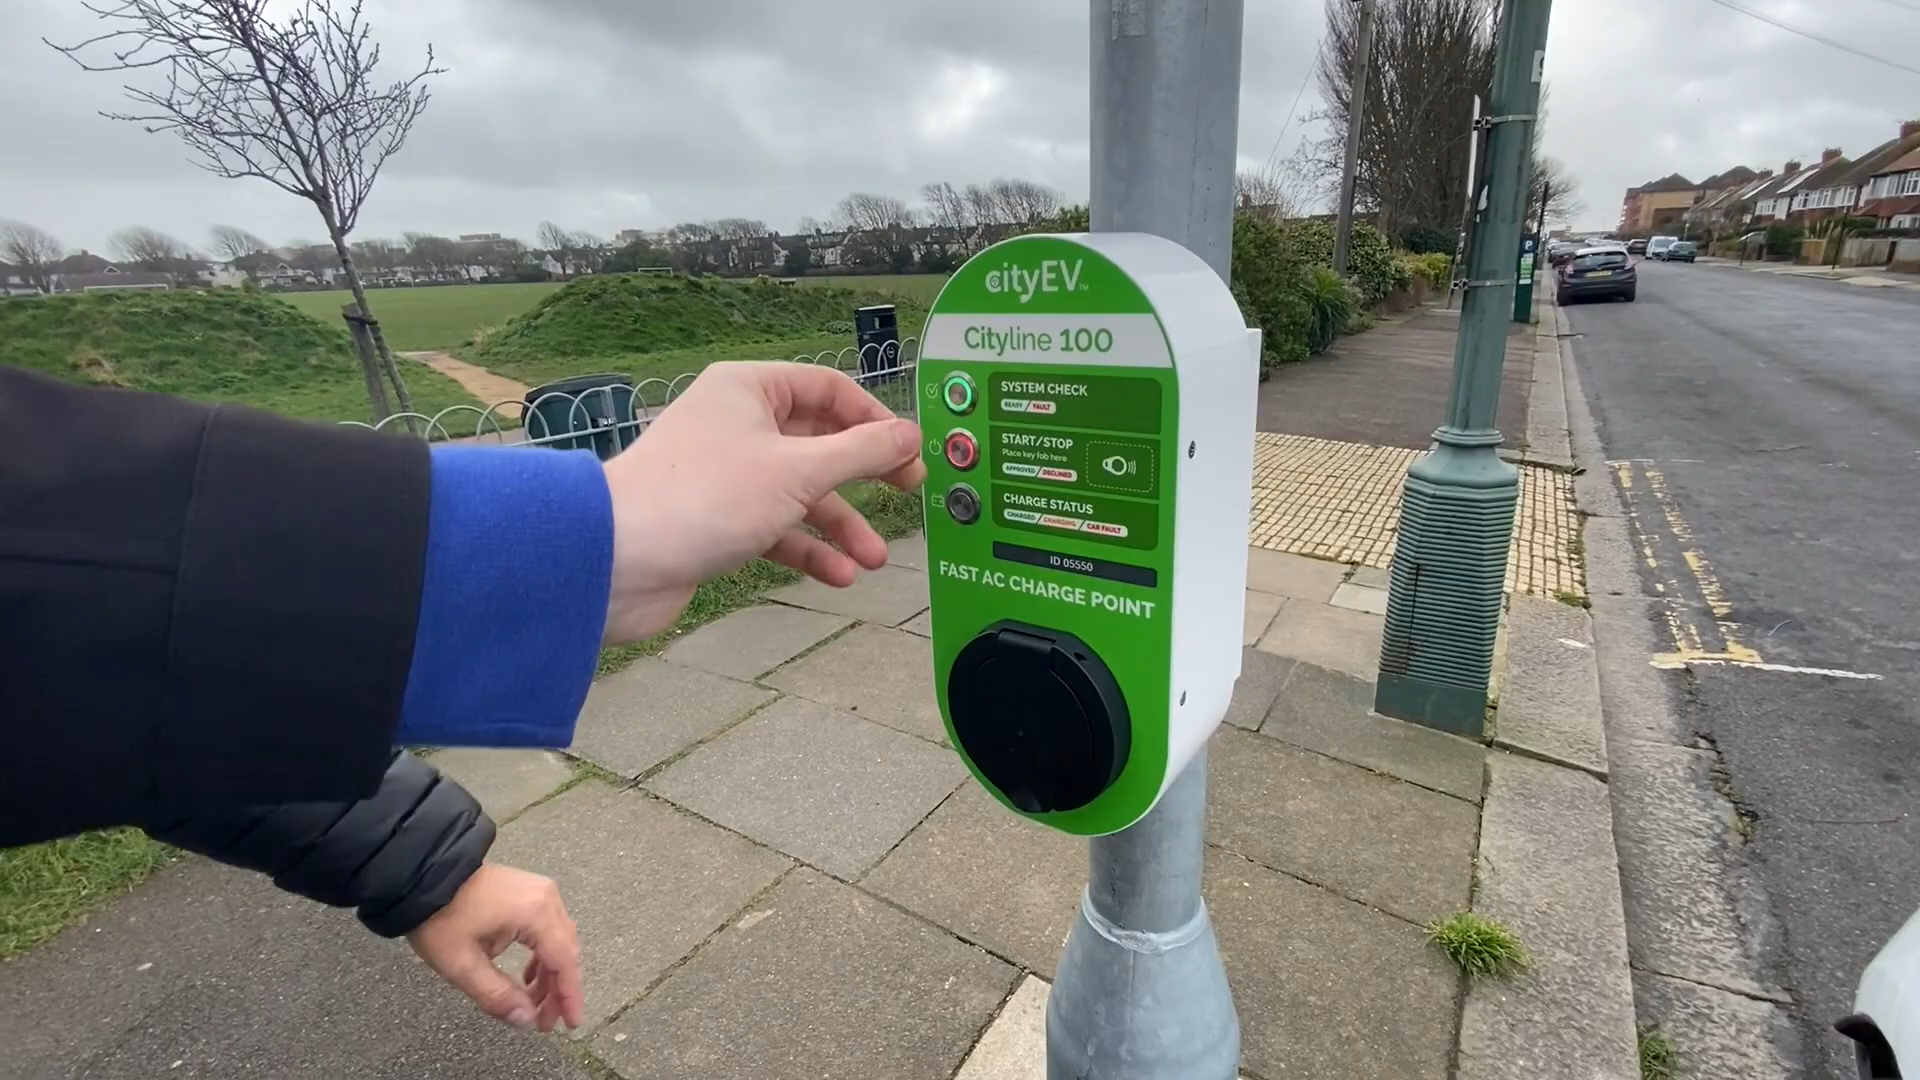 cityEV™
Cityline 100
SYSTEM CHECK
READY / FAULT
START/STOP
Place key fob here
APPROVED / DECLINED
CHARGE STATUS
CHARGED / CHARGING / CAR FAULT
ID 05550
FAST AC CHARGE POINT
P